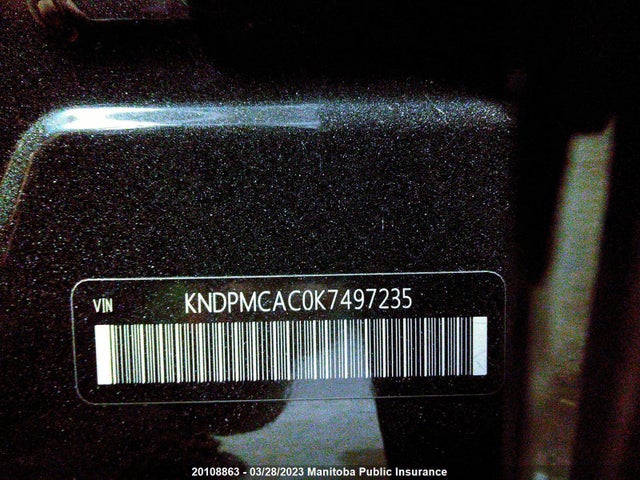 VIN KNDPMCAC0K7497235
20108863 - 03/28/2023 Manitoba Public Insurance